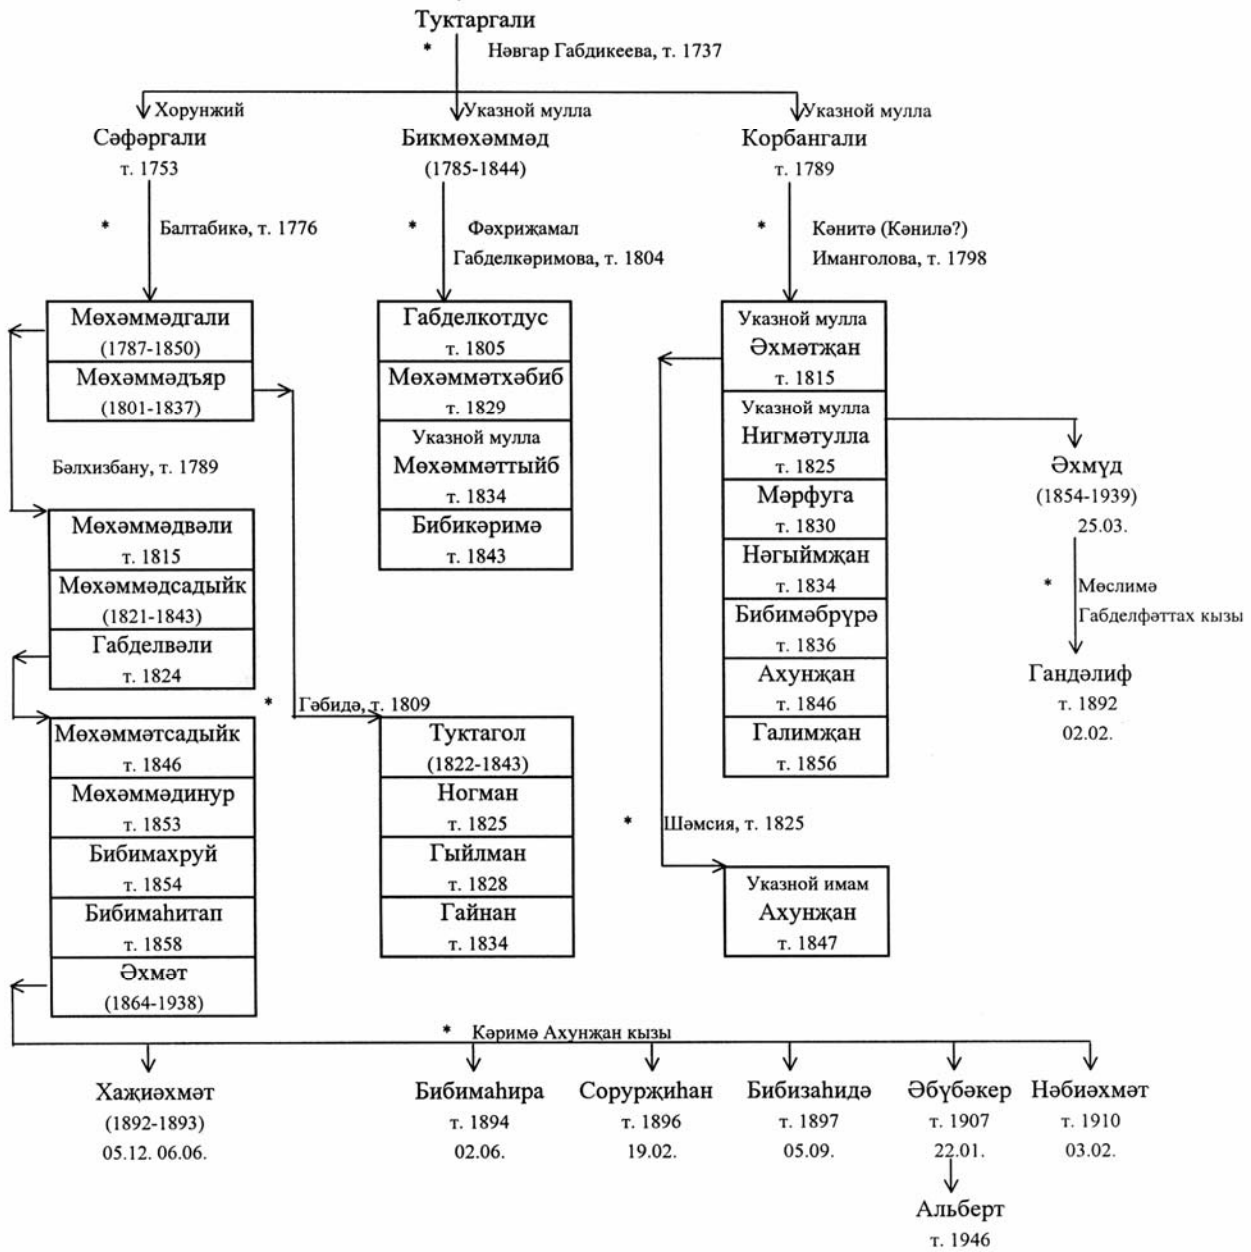 Туктаргали
* Нәвгар Габдикеева, т. 1737
Хорунжий
Указной мулла
Указной мулла
Сәфәргали
Бикмөхәммәд
Корбангали
т. 1753
(1785-1844)
т. 1789
* Балтабикә, т. 1776
* Фәхриҗамал
Габделкәримова, т. 1804
* Кәнитә (Кәнилә?)
Иманголова, т. 1798
Мөхәммәдгали
(1787-1850)
Мөхәммәдъяр
(1801-1837)
Бәлхизбану, т. 1789
Мөхәммәдвәли
т. 1815
Мөхәммәдсадыйк
(1821-1843)
Габделвәли
т. 1824
Мөхәммәтсадыйк
т. 1846
Мөхәммәдинур
т. 1853
Бибимахруй
т. 1854
Бибимаһитап
т. 1858
Әхмәт
(1864-1938)
Габделкотдус
т. 1805
Мөхәммәтхәбиб
т. 1829
Указной мулла
Мөхәммәттыйб
т. 1834
Бибикәримә
т. 1843
* Гәбидә, т. 1809
Туктагол
(1822-1843)
Ногман
т. 1825
Гыйлман
т. 1828
Гайнан
т. 1834
Указной мулла
Әхмәтҗан
т. 1815
Указной мулла
Нигмәтулла
т. 1825
Мәрфуга
т. 1830
Нәгыймҗан
т. 1834
Бибимәбрүрә
т. 1836
Ахунҗан
т. 1846
Галимҗан
т. 1856
* Шәмсия, т. 1825
Указной имам
Ахунҗан
т. 1847
Әхмүд
(1854-1939)
25.03.
* Мөслимә
Габделфәттах кызы
Гандәлиф
т. 1892
02.02.
* Кәримә Ахунҗан кызы
Хаҗиәхмәт
(1892-1893)
05.12. 06.06.
Бибимаһира
т. 1894
02.06.
Сорурҗиһан
т. 1896
19.02.
Бибизаһидә
т. 1897
05.09.
Әбүбәкер
т. 1907
22.01.
Нәбиәхмәт
т. 1910
03.02.
Альберт
т. 1946